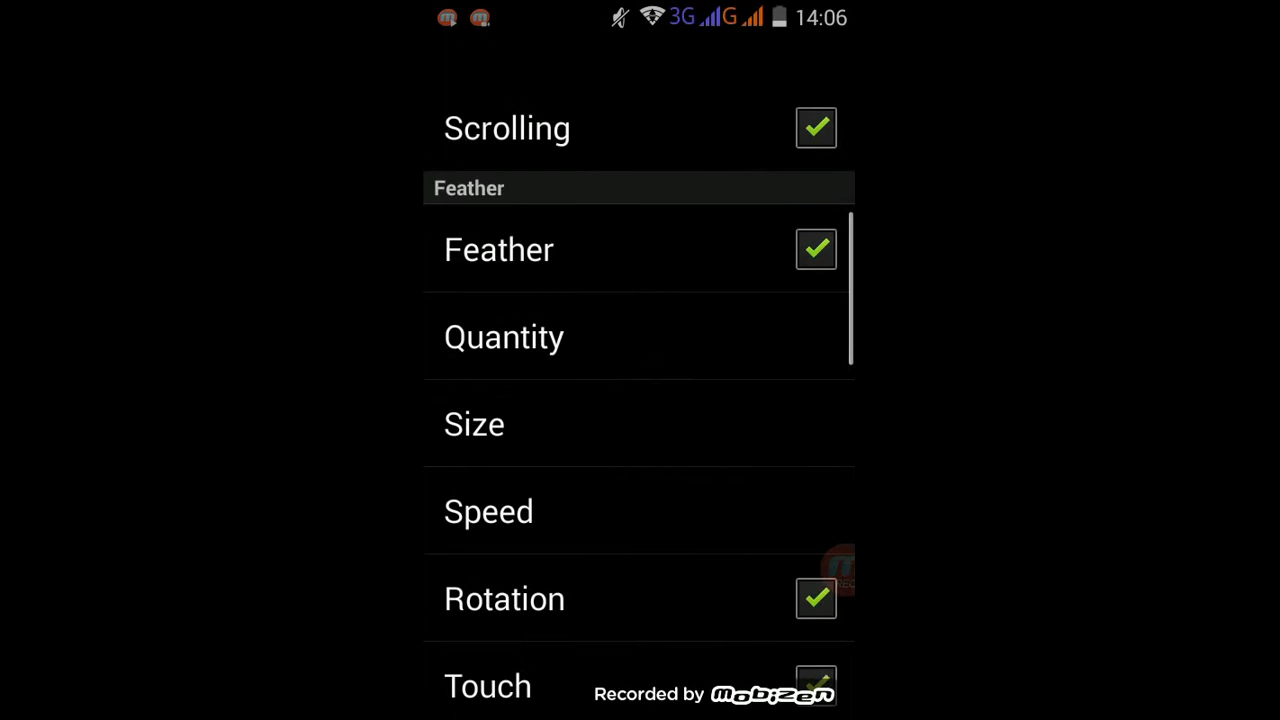 3G G 14:06
Scrolling
Feather
Feather
Quantity
Size
Speed
Rotation
Touch
Recorded by mobizen